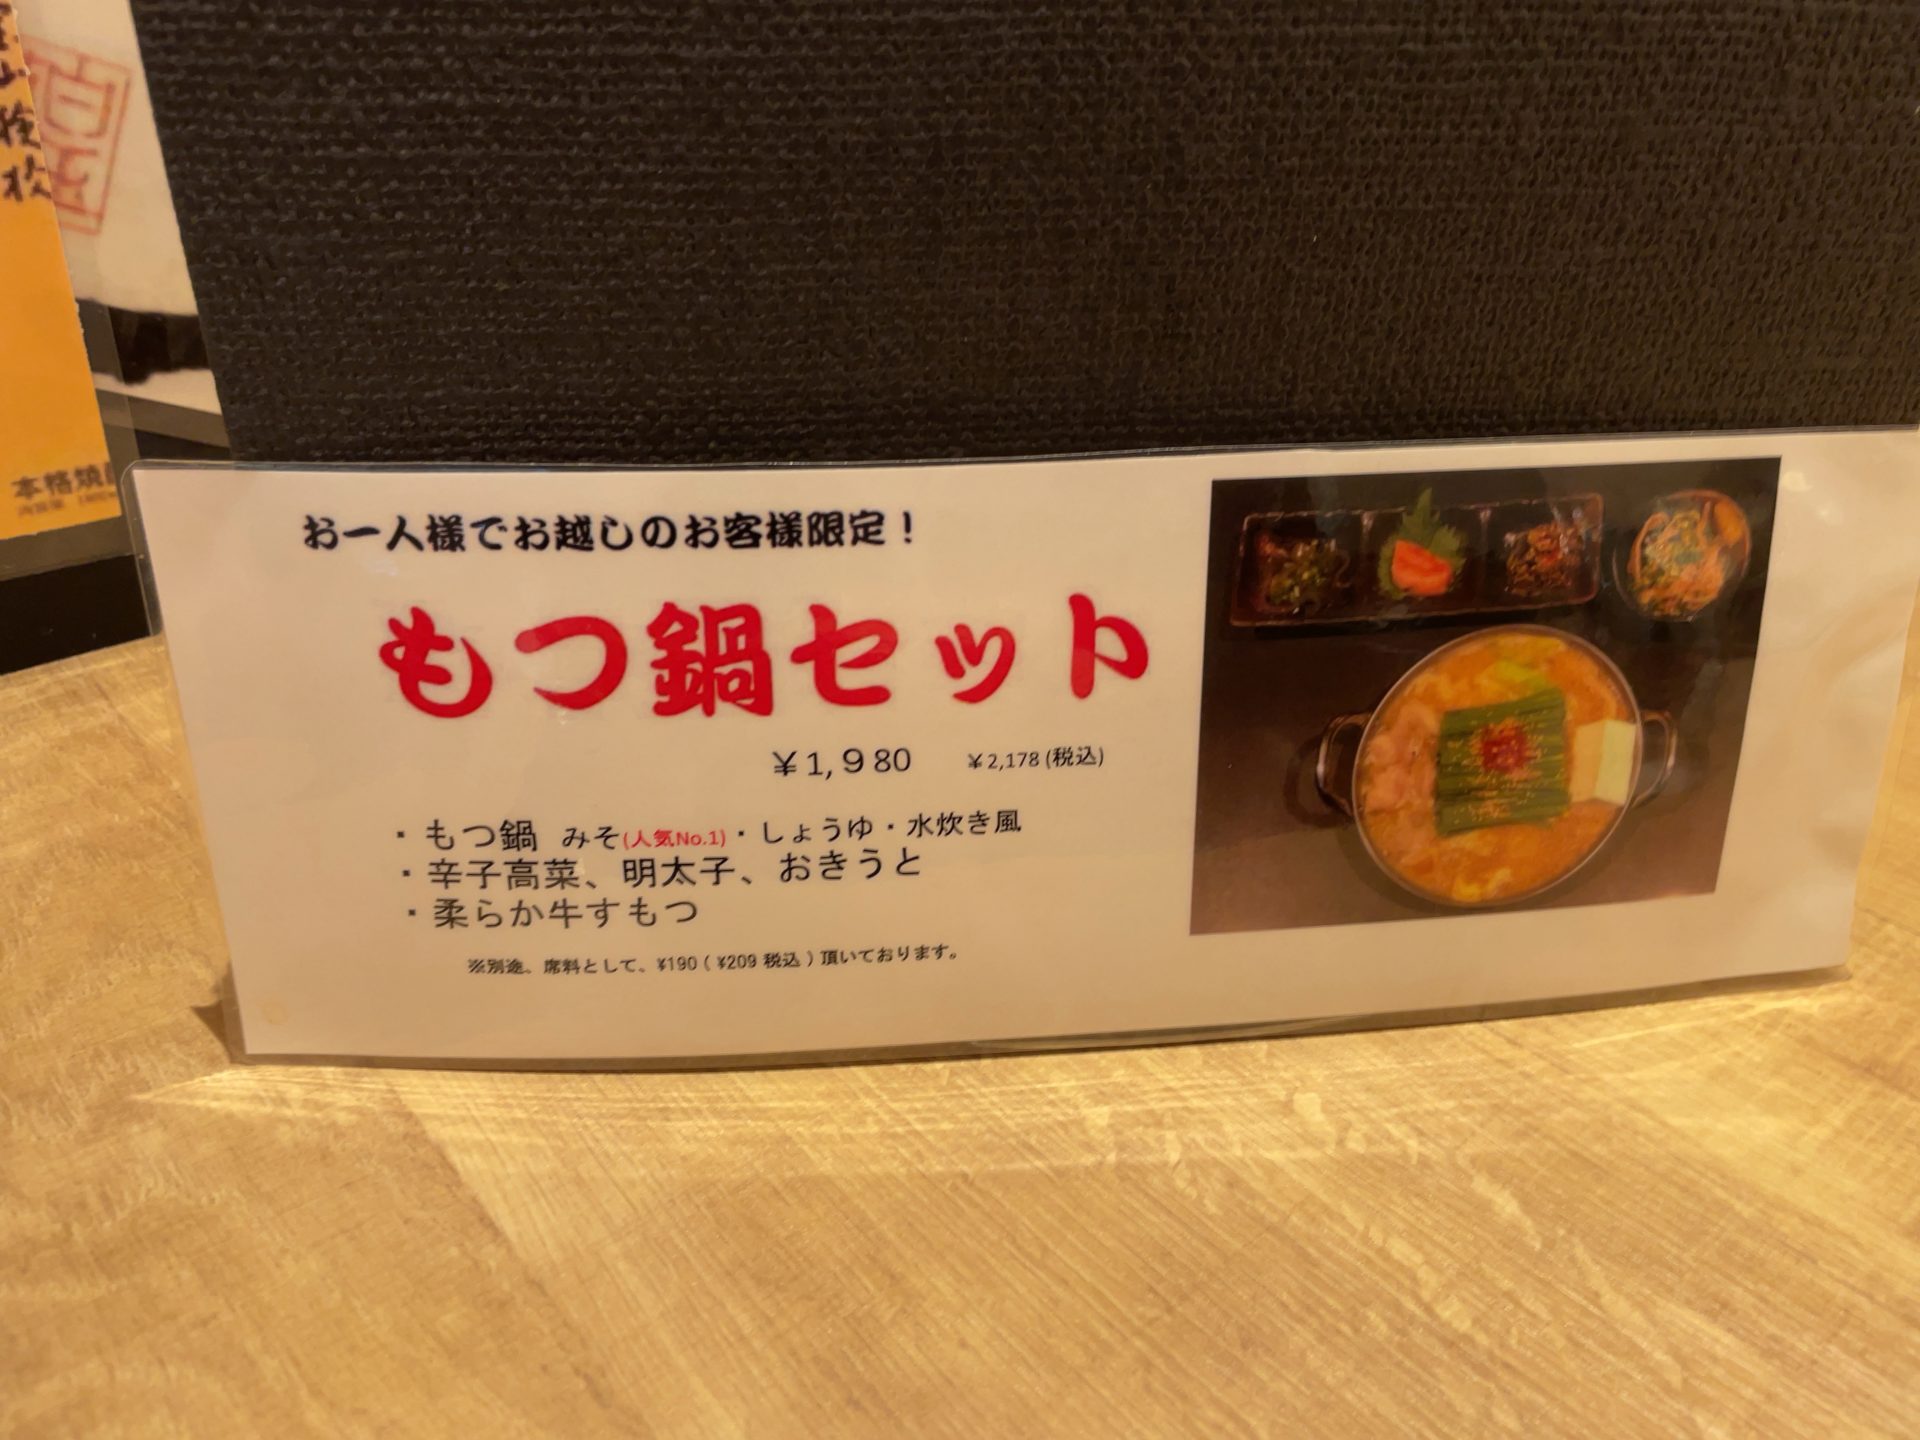 お一人様でお越しのお客様限定！
もつ鍋セット
￥1,980　￥2,178(税込)
・もつ鍋　みそ(人気No.1)・しょうゆ・水炊き風
・辛子高菜、明太子、おきうと
・柔らか牛すもつ
※別途、席料として、¥190 ( ¥209 税込 ) 頂いております。
本格焼